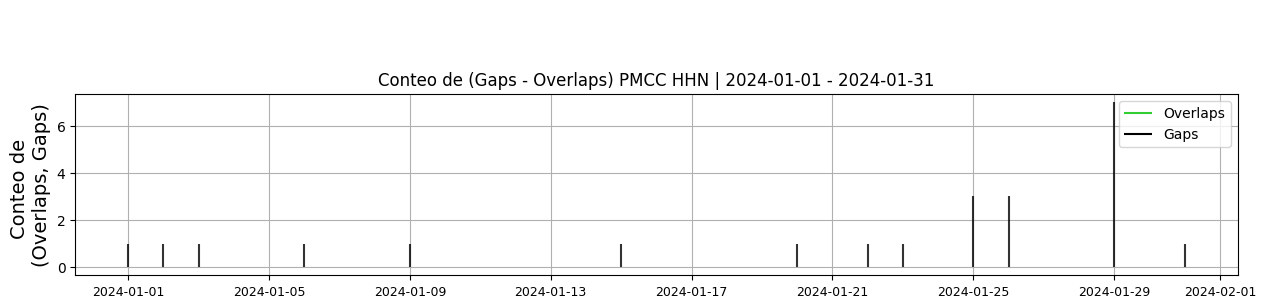 Conteo de (Gaps - Overlaps) PMCC HHN | 2024-01-01 - 2024-01-31
Conteo de
(Overlaps, Gaps)
6
4
2
0
Overlaps
Gaps
2024-01-01 2024-01-05 2024-01-09 2024-01-13 2024-01-17 2024-01-21 2024-01-25 2024-01-29 2024-02-01